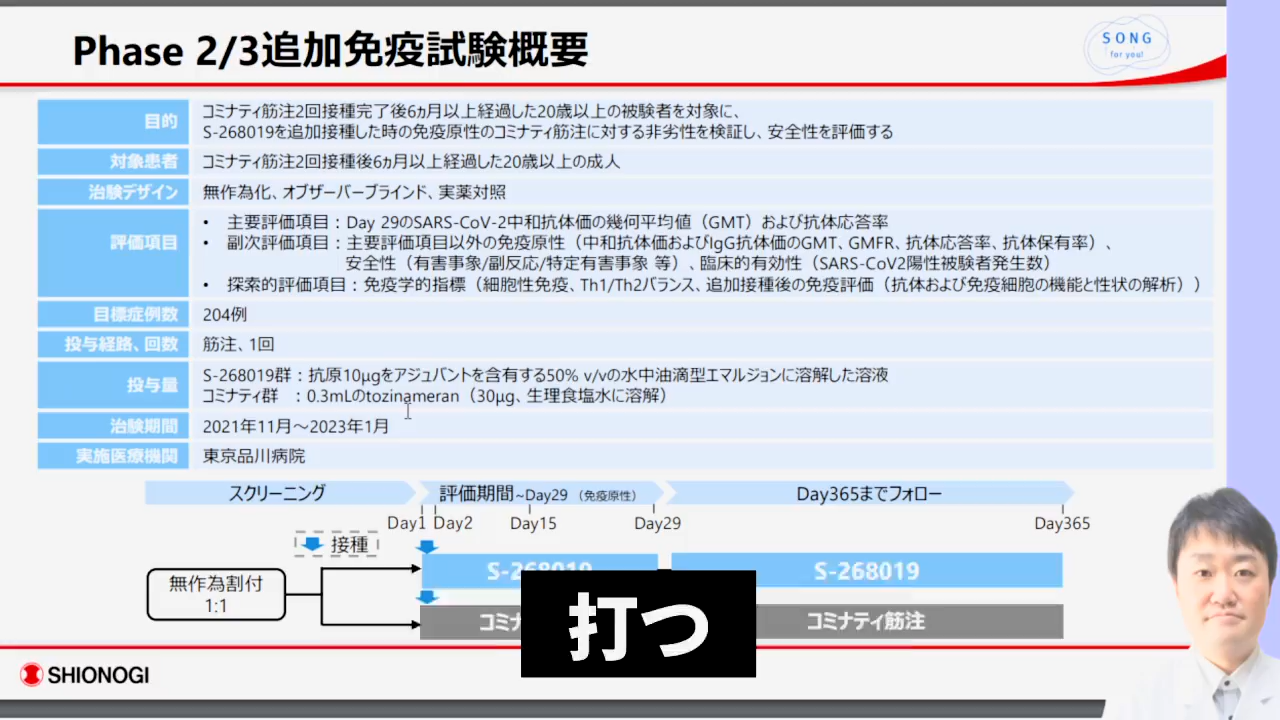 Phase 2/3追加免疫試験概要
SONG
for you!
目的
コミナティ筋注2回接種完了後6ヵ月以上経過した20歳以上の被験者を対象に、
S-268019を追加接種した時の免疫原性のコミナティ筋注に対する非劣性を検証し、安全性を評価する
対象患者
コミナティ筋注2回接種後6ヵ月以上経過した20歳以上の成人
治験デザイン
無作為化、オブザーバーブラインド、実薬対照
評価項目
• 主要評価項目：Day 29のSARS-CoV-2中和抗体価の幾何平均値（GMT）および抗体応答率
• 副次評価項目：主要評価項目以外の免疫原性（中和抗体価およびIgG抗体価のGMT, GMFR、抗体応答率、抗体保有率）、
安全性（有害事象/副反応/特定有害事象 等）、臨床的有効性（SARS-CoV2陽性被験者発生数）
• 探索的評価項目：免疫学的指標（細胞性免疫、Th1/Th2バランス、追加接種後の免疫評価（抗体および免疫細胞の機能と性状の解析））
目標症例数
204例
投与経路、回数
筋注、1回
投与量
S-268019群：抗原10μgをアジュバントを含有する50% v/vの水中油滴型エマルジョンに溶解した溶液
コミナティ群 ：0.3mLのtozinameran（30μg、生理食塩水に溶解）
治験期間
2021年11月～2023年1月
実施医療機関
東京品川病院
スクリーニング
評価期間~Day29 （免疫原性）
Day365までフォロー
Day1 Day2 Day15 Day29 Day365
接種
無作為割付
1:1
S-268019
S-268019
コミナ
コミナティ筋注
打つ
SHIONOGI